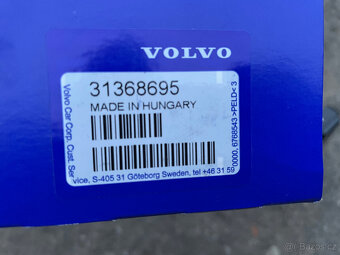 VOLVO
31368695
MADE IN HUNGARY
Volvo Car Corp. Cust. Ser
vice, S-405 31 Göteborg Sweden, tel +46 31 59
0000, 6768543 >PELD< 3